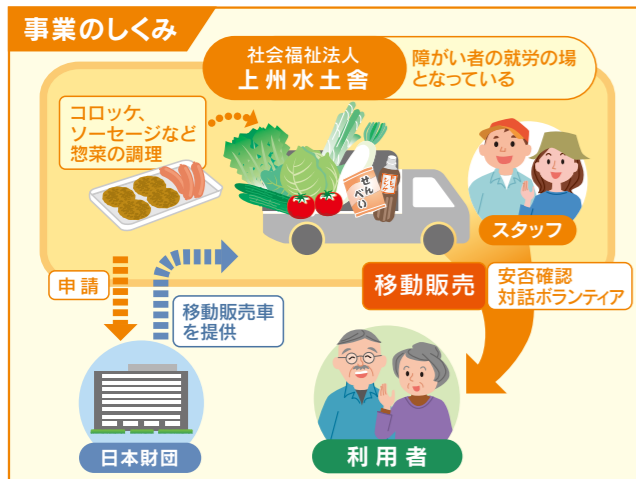 事業のしくみ
社会福祉法人
上州水土舎
障がい者の就労の場
となっている
コロッケ、
ソーセージなど
惣菜の調理
せんべい
スタッフ
申請
移動販売車
を提供
移動販売
安否確認
対話ボランティア
日本財団
利用者